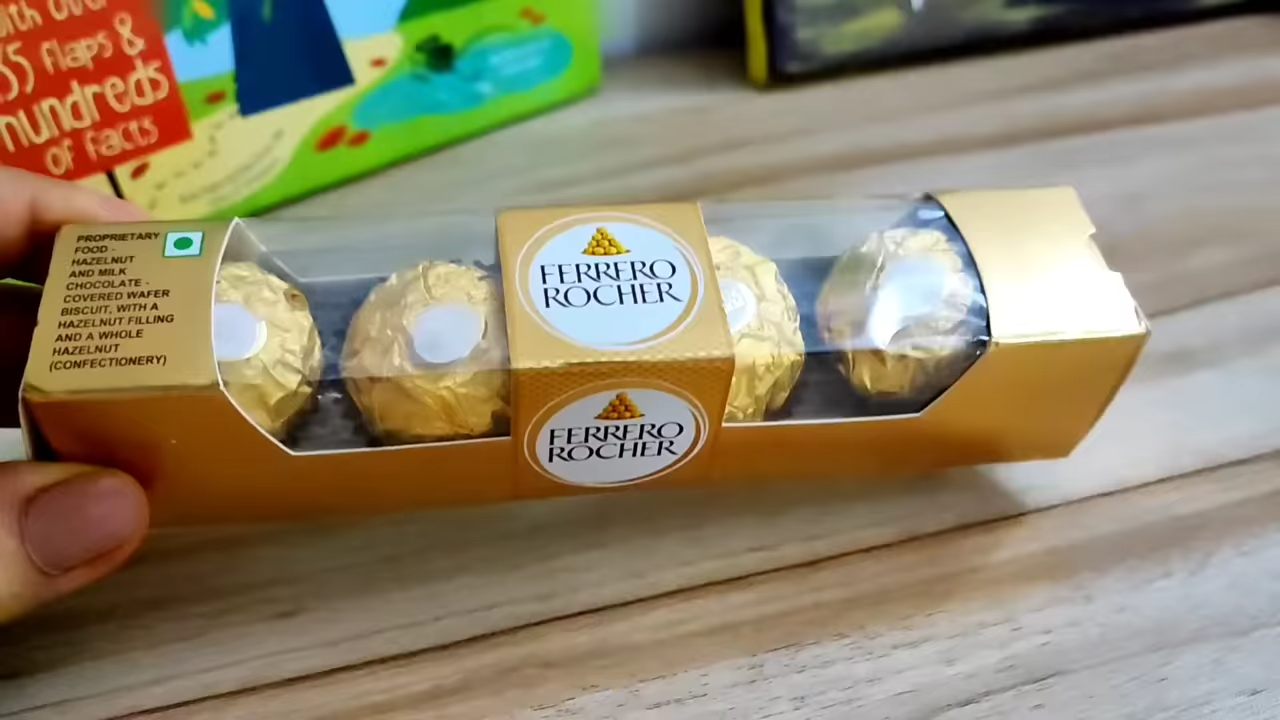 with over
55 flaps &
hundreds
of facts
PROPRIETARY
FOOD -
HAZELNUT
AND MILK
CHOCOLATE -
COVERED WAFER
BISCUIT, WITH A
HAZELNUT FILLING
AND A WHOLE
HAZELNUT
(CONFECTIONERY)
FERRERO
ROCHER
FERRERO
ROCHER